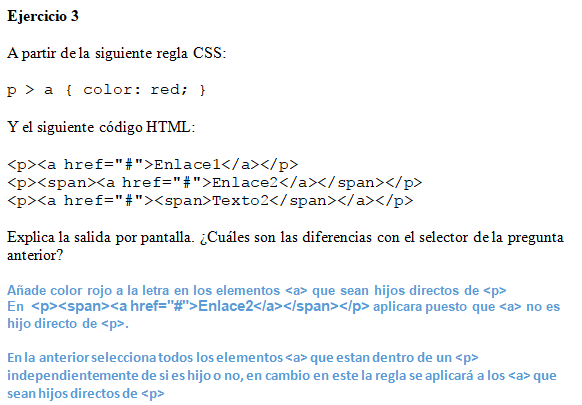 Ejercicio 3
A partir de la siguiente regla CSS:
p > a { color: red; }
Y el siguiente código HTML:
<p><a href="#">Enlace1</a></p>
<p><span><a href="#">Enlace2</a></span></p>
<p><a href="#"><span>Texto2</span></a></p>
Explica la salida por pantalla. ¿Cuáles son las diferencias con el selector de la pregunta
anterior?
Añade color rojo a la letra en los elementos <a> que sean hijos directos de <p>
En <p><span><a href="#">Enlace2</a></span></p> aplicara puesto que <a> no es
hijo directo de <p>.
En la anterior selecciona todos los elementos <a> que estan dentro de un <p>
independientemente de si es hijo o no, en cambio en este la regla se aplicará a los <a> que
sean hijos directos de <p>